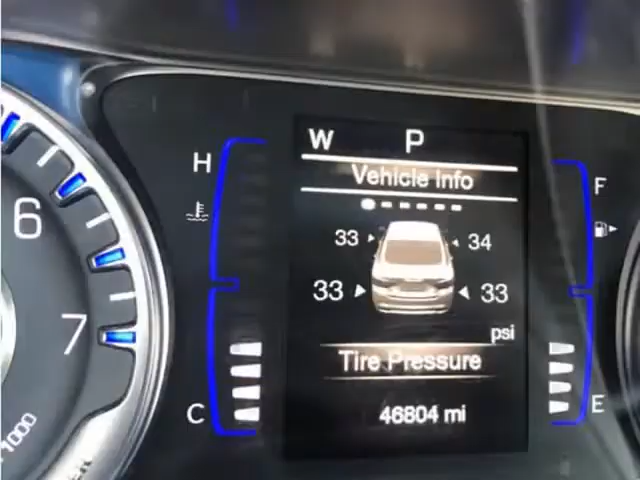 W P
H Vehicle Info F
6
33 34
33 33
7
psi
Tire Pressure
C 46804 mi E
1000